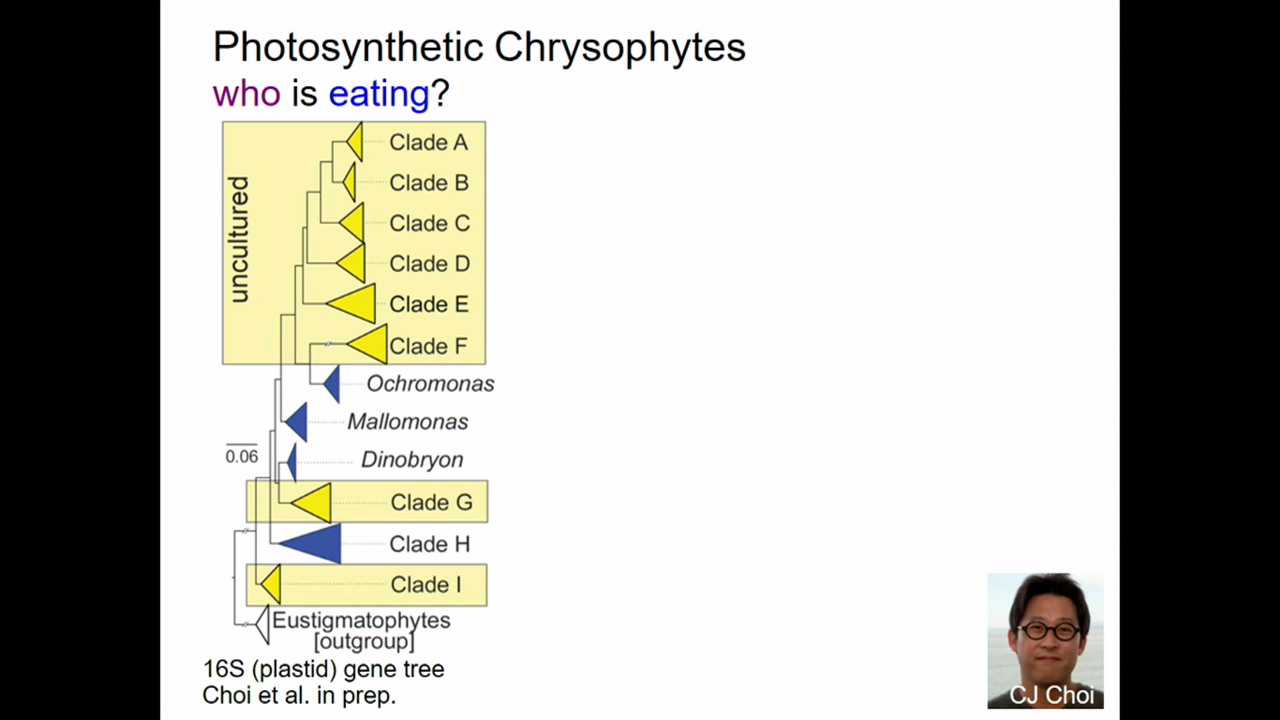 Photosynthetic Chrysophytes
who is eating?
uncultured
Clade A
Clade B
Clade C
Clade D
Clade E
Clade F
Ochromonas
Mallomonas
0.06
Dinobryon
Clade G
Clade H
Clade I
Eustigmatophytes
[outgroup]
16S (plastid) gene tree
Choi et al. in prep.
CJ Choi